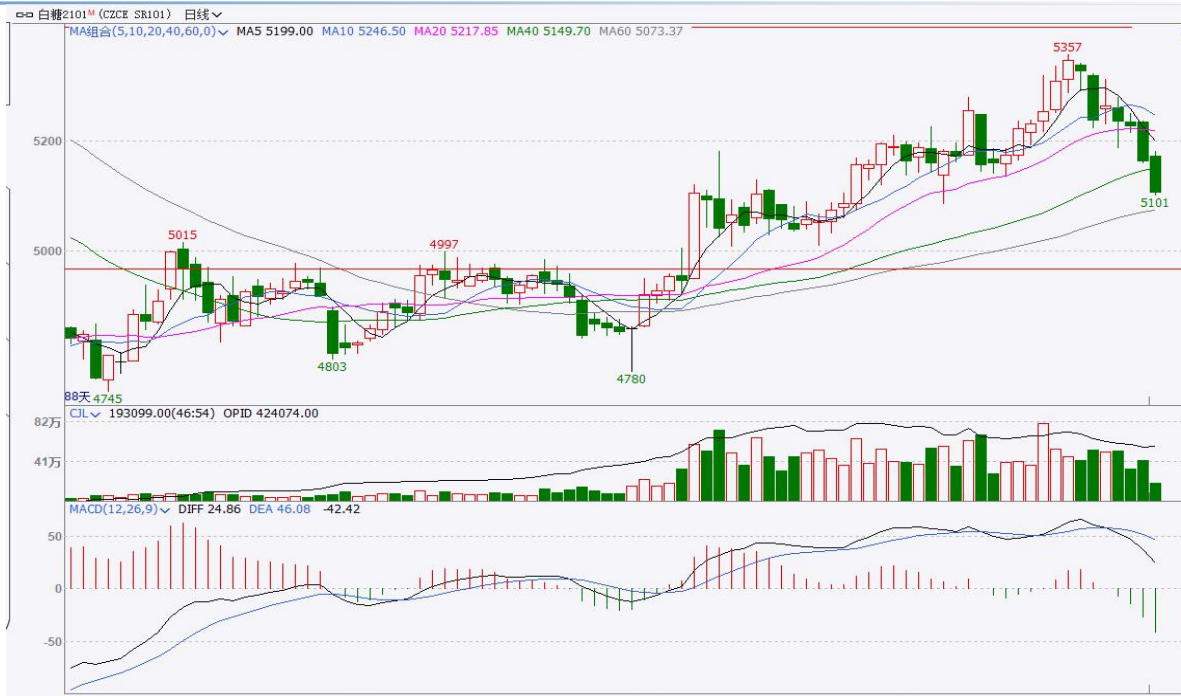 白糖2101M (CZCE SR101) 日线
MA组合(5,10,20,40,60,0) MA5 5199.00 MA10 5246.50 MA20 5217.85 MA40 5149.70 MA60 5073.37
5357
5200
5101
5015
4997
5000
4803
4780
88天 4745
CJL 193099.00(46:54) OPID 424074.00
82万
41万
MACD(12,26,9) DIFF 24.86 DEA 46.08 -42.42
50
0
-50